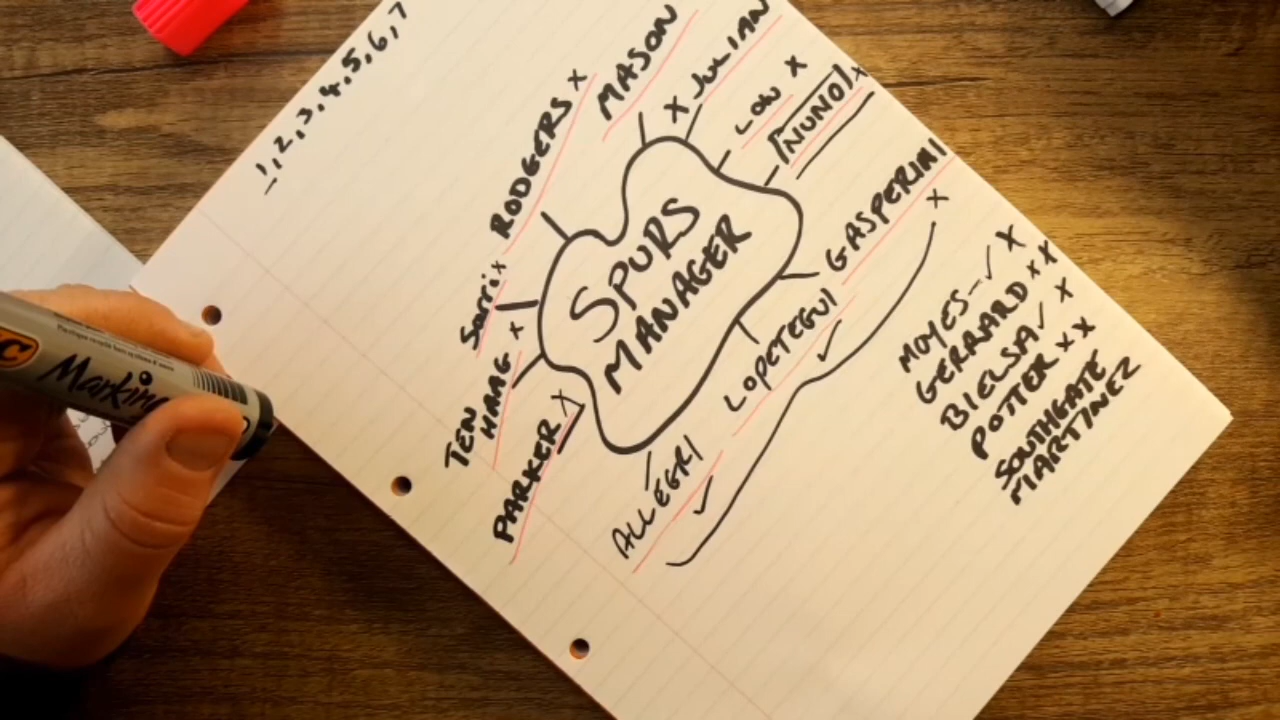 1,2,3,4,5,6,7
SPURS
MANAGER
MASON
X JULIAN
LOW X
NUNO X
GASPERINI
X
LOPETEGUI
✓
ALLEGRI
✓
PARKER X
TEN
HAAG X
Sarri x
RODGERS X
MOYES-✓ X
GERRARD X X
BIELSA ✓ X
POTTER X X
SOUTHGATE
MARTINEZ
Marking